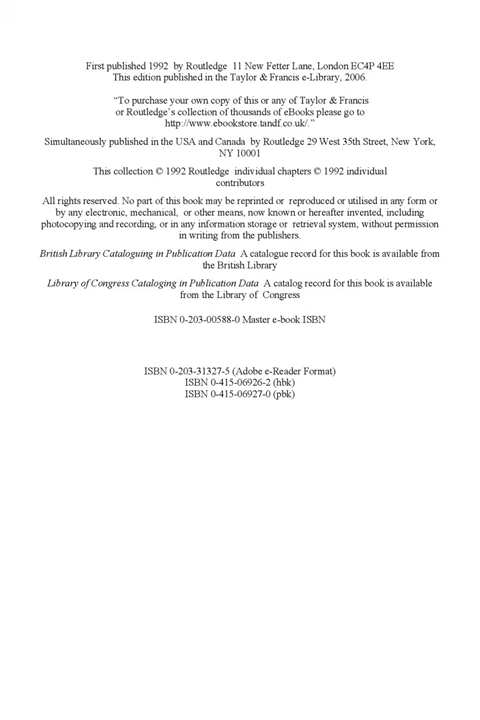 First published 1992 by Routledge 11 New Fetter Lane, London EC4P 4EE
This edition published in the Taylor & Francis e-Library, 2006.
“To purchase your own copy of this or any of Taylor & Francis
or Routledge’s collection of thousands of eBooks please go to
http://www.ebookstore.tandf.co.uk/.”
Simultaneously published in the USA and Canada by Routledge 29 West 35th Street, New York,
NY 10001
This collection © 1992 Routledge individual chapters © 1992 individual
contributors
All rights reserved. No part of this book may be reprinted or reproduced or utilised in any form or
by any electronic, mechanical, or other means, now known or hereafter invented, including
photocopying and recording, or in any information storage or retrieval system, without permission
in writing from the publishers.
British Library Cataloguing in Publication Data A catalogue record for this book is available from
the British Library
Library of Congress Cataloging in Publication Data A catalog record for this book is available
from the Library of Congress
ISBN 0-203-00588-0 Master e-book ISBN
ISBN 0-203-31327-5 (Adobe e-Reader Format)
ISBN 0-415-06926-2 (hbk)
ISBN 0-415-06927-0 (pbk)